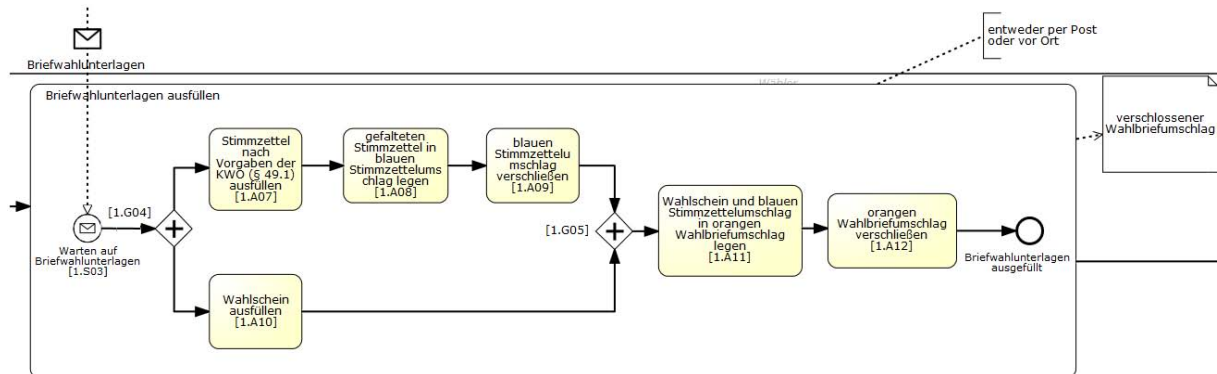 entweder per Post
oder vor Ort
Briefwahlunterlagen
Wähler
Briefwahlunterlagen ausfüllen
verschlossener
Wahlbriefumschlag
Stimmzettel
nach
Vorgaben der
KWO (§ 49.1)
ausfüllen
[1.A07]
gefalteten
Stimmzettel in
blauen
Stimmzettelums
chlag legen
[1.A08]
blauen
Stimmzettelu
mschlag
verschließen
[1.A09]
[1.G04]
Warten auf
Briefwahlunterlagen
[1.S03]
Wahlschein
ausfüllen
[1.A10]
[1.G05]
Wahlschein und blauen
Stimmzettelumschlag
in orangen
Wahlbriefumschlag
legen
[1.A11]
orangen
Wahlbriefumschlag
verschließen
[1.A12]
Briefwahlunterlagen
ausgefüllt